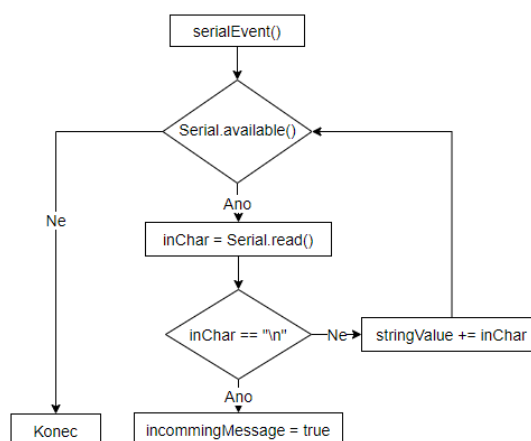 serialEvent()
Serial.available()
Ano
Ne
inChar = Serial.read()
inChar == "\n"
Ne
stringValue += inChar
Ano
Konec
incommingMessage = true